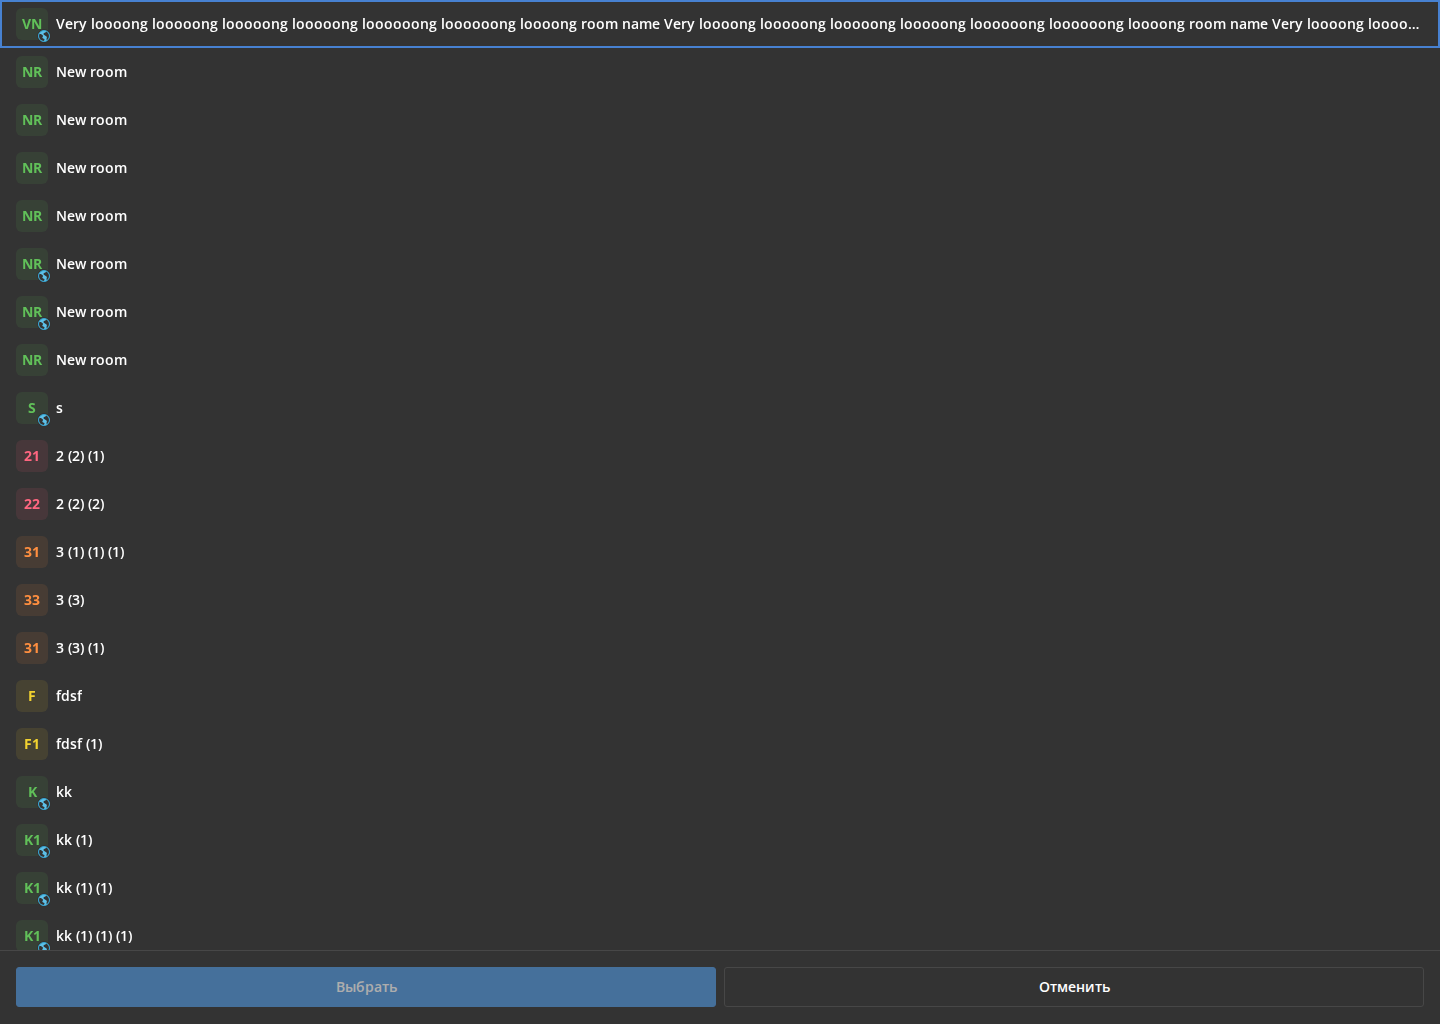 VN Very loooong looooong looooong looooong loooooong loooooong loooong room name Very loooong looooong looooong looooong loooooong loooooong loooong room name Very loooong loooo...
NR New room
NR New room
NR New room
NR New room
NR New room
NR New room
NR New room
S s
21 2 (2) (1)
22 2 (2) (2)
31 3 (1) (1) (1)
33 3 (3)
31 3 (3) (1)
F fdsf
F1 fdsf (1)
K kk
K1 kk (1)
K1 kk (1) (1)
K1 kk (1) (1) (1)
Выбрать Отменить